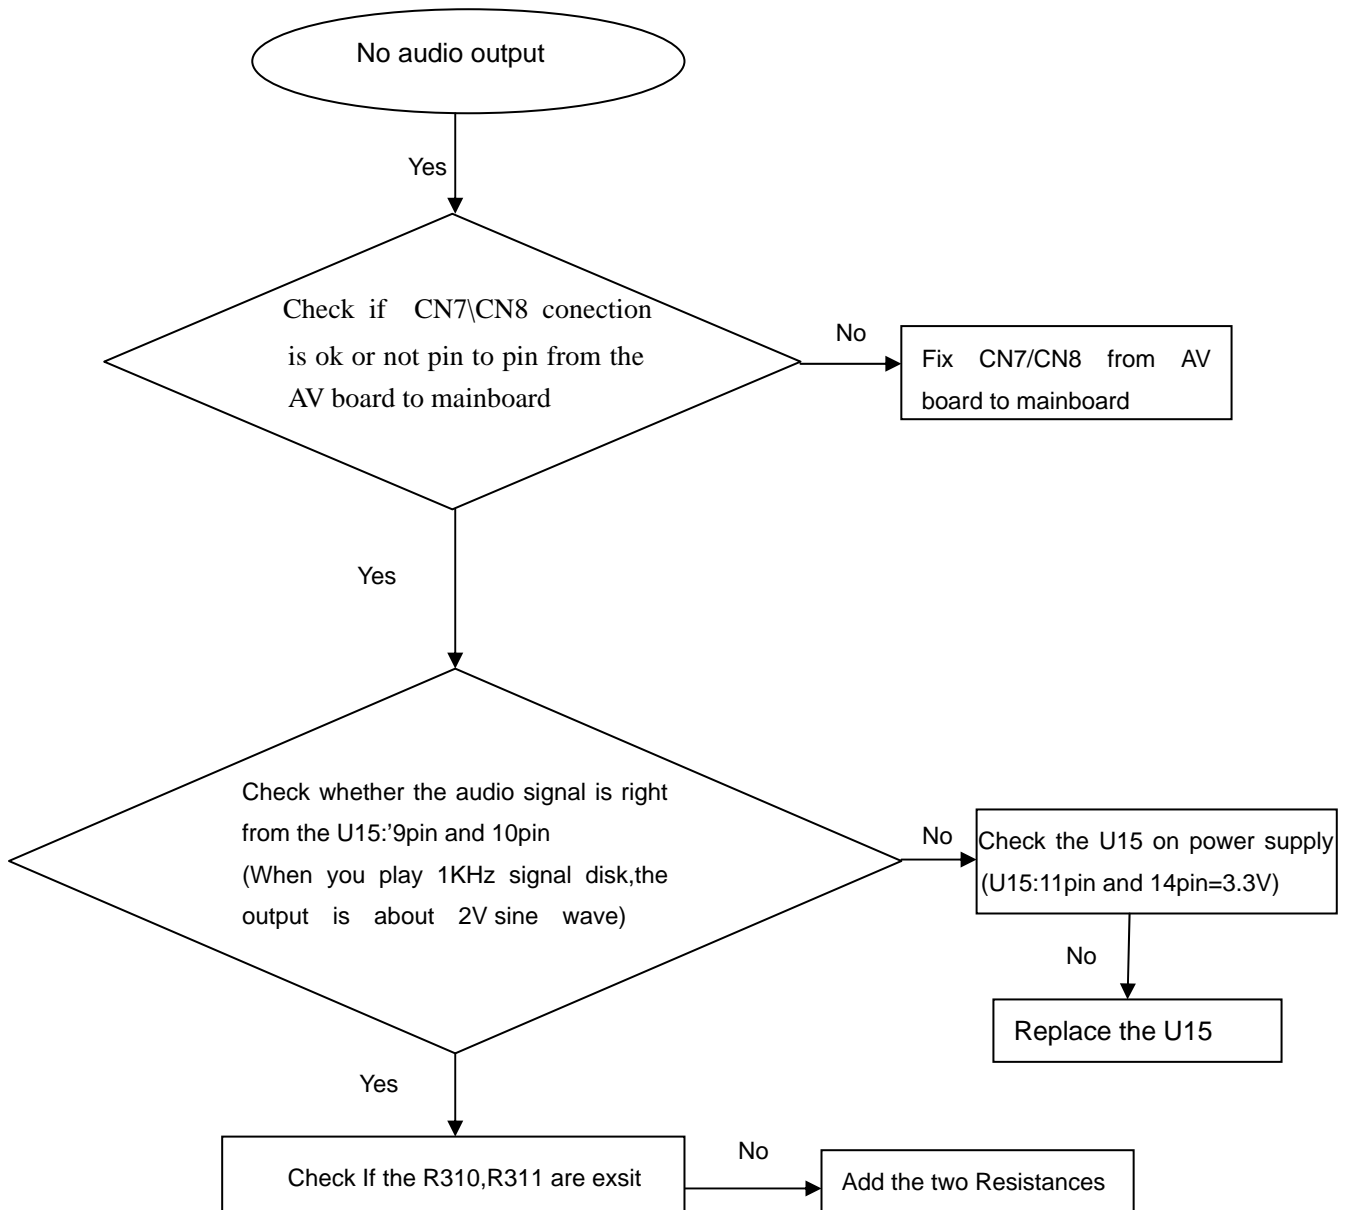 No audio output
Yes
Check if CN7\CN8 conection
is ok or not pin to pin from the
AV board to mainboard
No
Fix CN7/CN8 from AV
board to mainboard
Yes
Check whether the audio signal is right
from the U15:’9pin and 10pin
(When you play 1KHz signal disk,the
output is about 2V sine wave)
No
Check the U15 on power supply
(U15:11pin and 14pin=3.3V)
No
Replace the U15
Yes
Check If the R310,R311 are exsit
No
Add the two Resistances